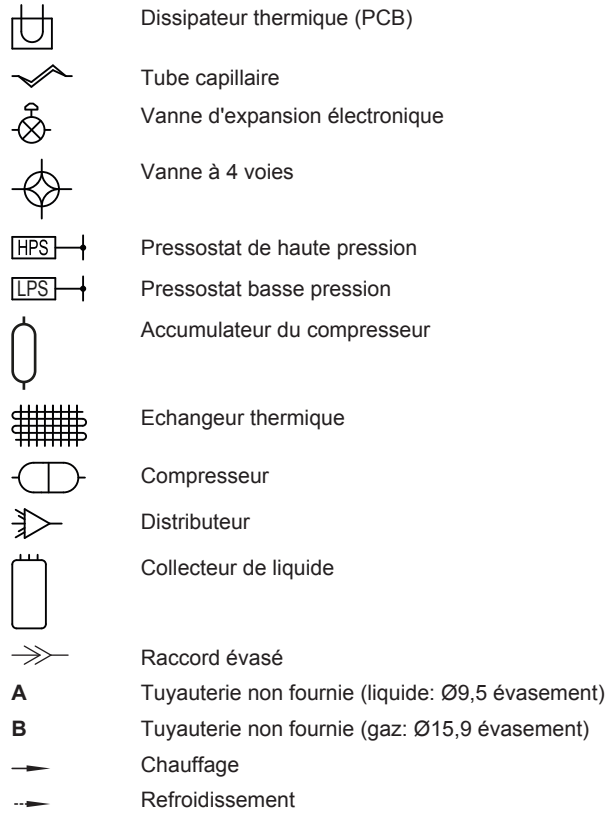 Dissipateur thermique (PCB)
Tube capillaire
Vanne d'expansion électronique
Vanne à 4 voies
HPS Pressostat de haute pression
LPS Pressostat basse pression
Accumulateur du compresseur
Echangeur thermique
Compresseur
Distributeur
Collecteur de liquide
Raccord évasé
A Tuyauterie non fournie (liquide: Ø9,5 évasement)
B Tuyauterie non fournie (gaz: Ø15,9 évasement)
Chauffage
Refroidissement